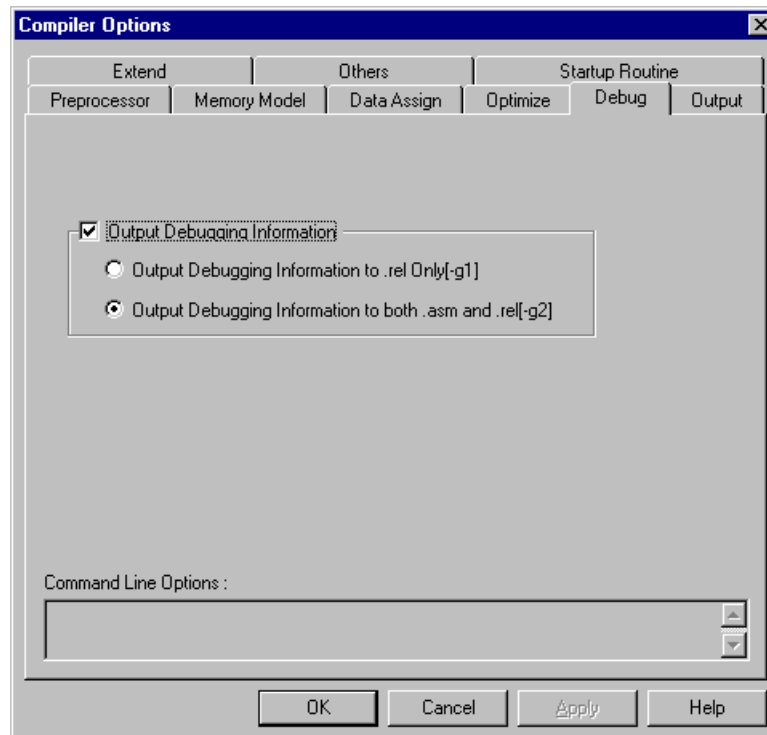 Compiler Options
Extend Others Startup Routine
Preprocessor Memory Model Data Assign Optimize Debug Output
Output Debugging Information
Output Debugging Information to .rel Only[-g1]
Output Debugging Information to both .asm and .rel[-g2]
Command Line Options :
OK Cancel Apply Help